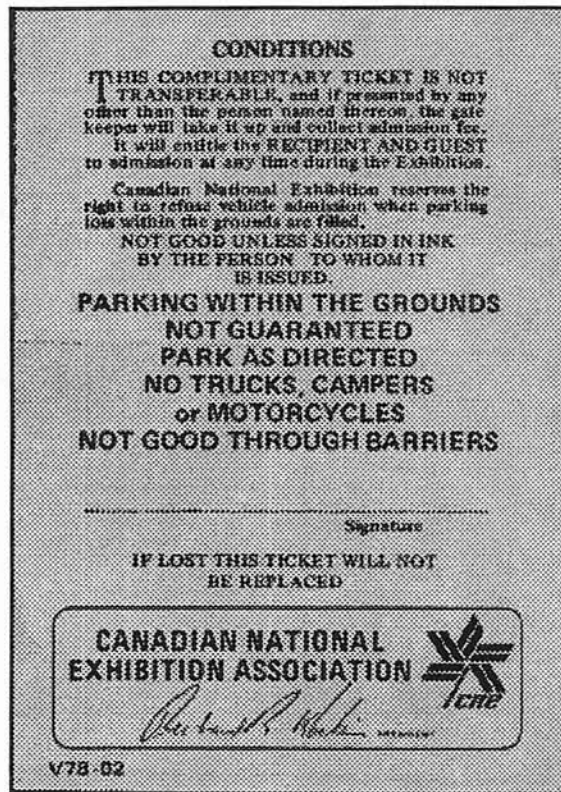 CONDITIONS
THIS COMPLIMENTARY TICKET IS NOT
TRANSFERABLE, and if presented by any
other than the person named thereon, the gate
keeper will take it up and collect admission fee.
It will entitle the RECIPIENT AND GUEST
to admission at any time during the Exhibition.
Canadian National Exhibition reserves the
right to refuse vehicle admission when parking
lots within the grounds are filled.
NOT GOOD UNLESS SIGNED IN INK
BY THE PERSON TO WHOM IT
IS ISSUED.
PARKING WITHIN THE GROUNDS
NOT GUARANTEED
PARK AS DIRECTED
NO TRUCKS, CAMPERS
or MOTORCYCLES
NOT GOOD THROUGH BARRIERS
Signature
IF LOST THIS TICKET WILL NOT
BE REPLACED
CANADIAN NATIONAL
EXHIBITION ASSOCIATION
cne
PRESIDENT
V78-02